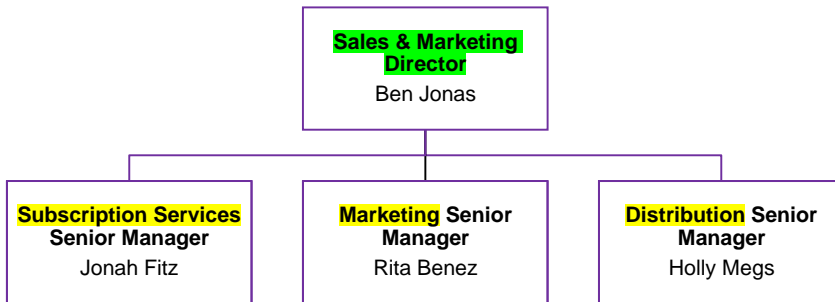 Sales & Marketing
Director
Ben Jonas
Subscription Services
Senior Manager
Jonah Fitz
Marketing Senior
Manager
Rita Benez
Distribution Senior
Manager
Holly Megs